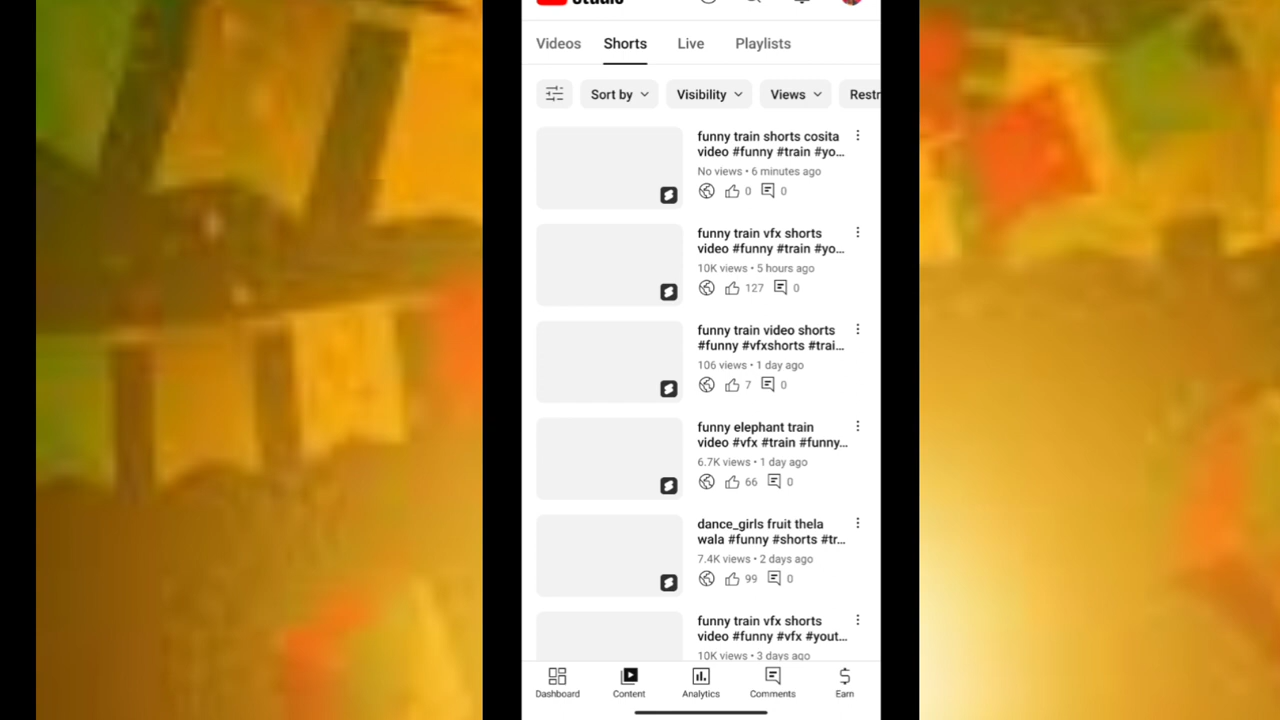 Studio
Videos Shorts Live Playlists
Sort by Visibility Views Restr
funny train shorts cosita
video #funny #train #yo...
No views • 6 minutes ago
0 0
funny train vfx shorts
video #funny #train #yo...
10K views • 5 hours ago
127 0
funny train video shorts
#funny #vfxshorts #trai...
106 views • 1 day ago
7 0
funny elephant train
video #vfx #train #funny...
6.7K views • 1 day ago
66 0
dance_girls fruit thela
wala #funny #shorts #tr...
7.4K views • 2 days ago
99 0
funny train vfx shorts
video #funny #vfx #yout...
10K views • 3 days ago
Dashboard Content Analytics Comments Earn